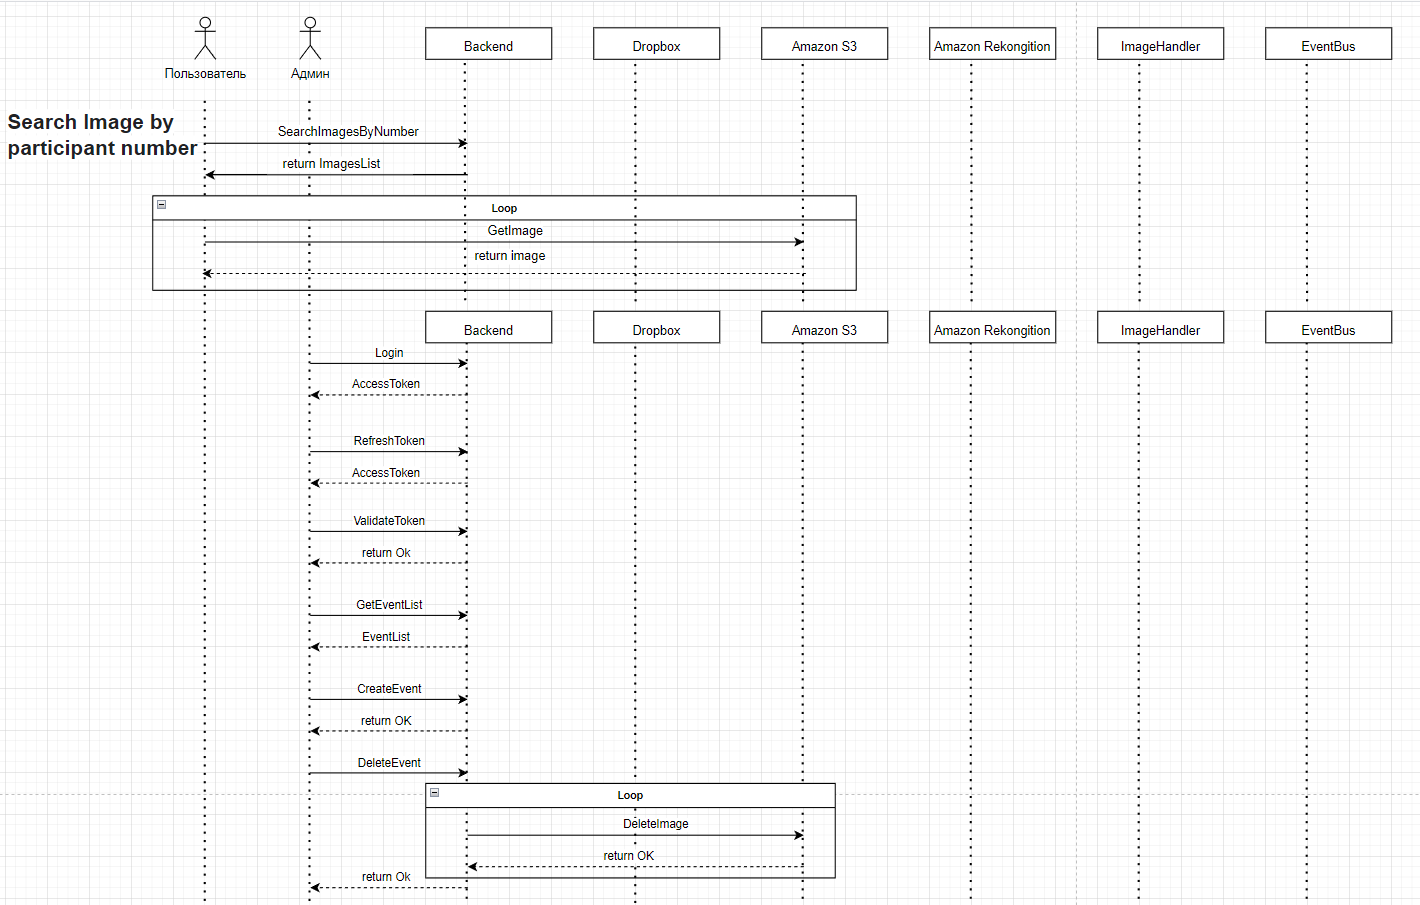 Пользователь
Админ
Backend
Dropbox
Amazon S3
Amazon Rekongition
ImageHandler
EventBus
Search Image by
participant number
SearchImagesByNumber
return ImagesList
Loop
GetImage
return image
Backend
Dropbox
Amazon S3
Amazon Rekongition
ImageHandler
EventBus
Login
AccessToken
RefreshToken
AccessToken
ValidateToken
return Ok
GetEventList
EventList
CreateEvent
return OK
DeleteEvent
Loop
DeleteImage
return OK
return Ok